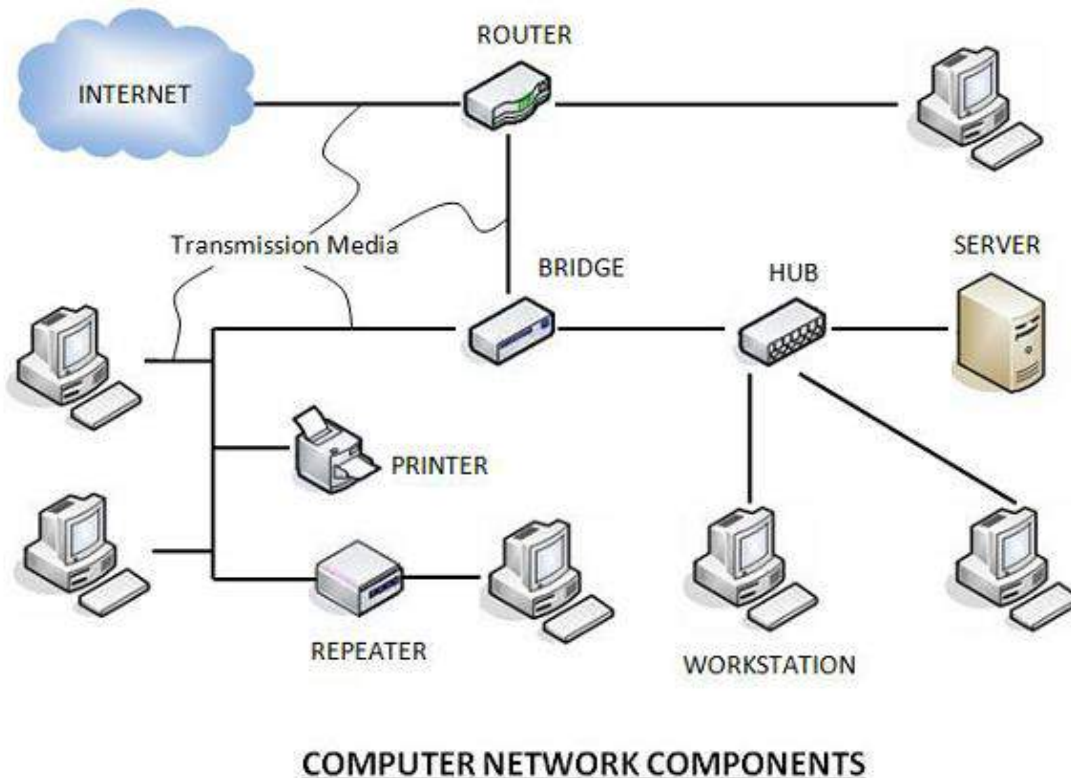 ROUTER
INTERNET
Transmission Media
SERVER
BRIDGE
HUB
PRINTER
REPEATER
WORKSTATION
COMPUTER NETWORK COMPONENTS